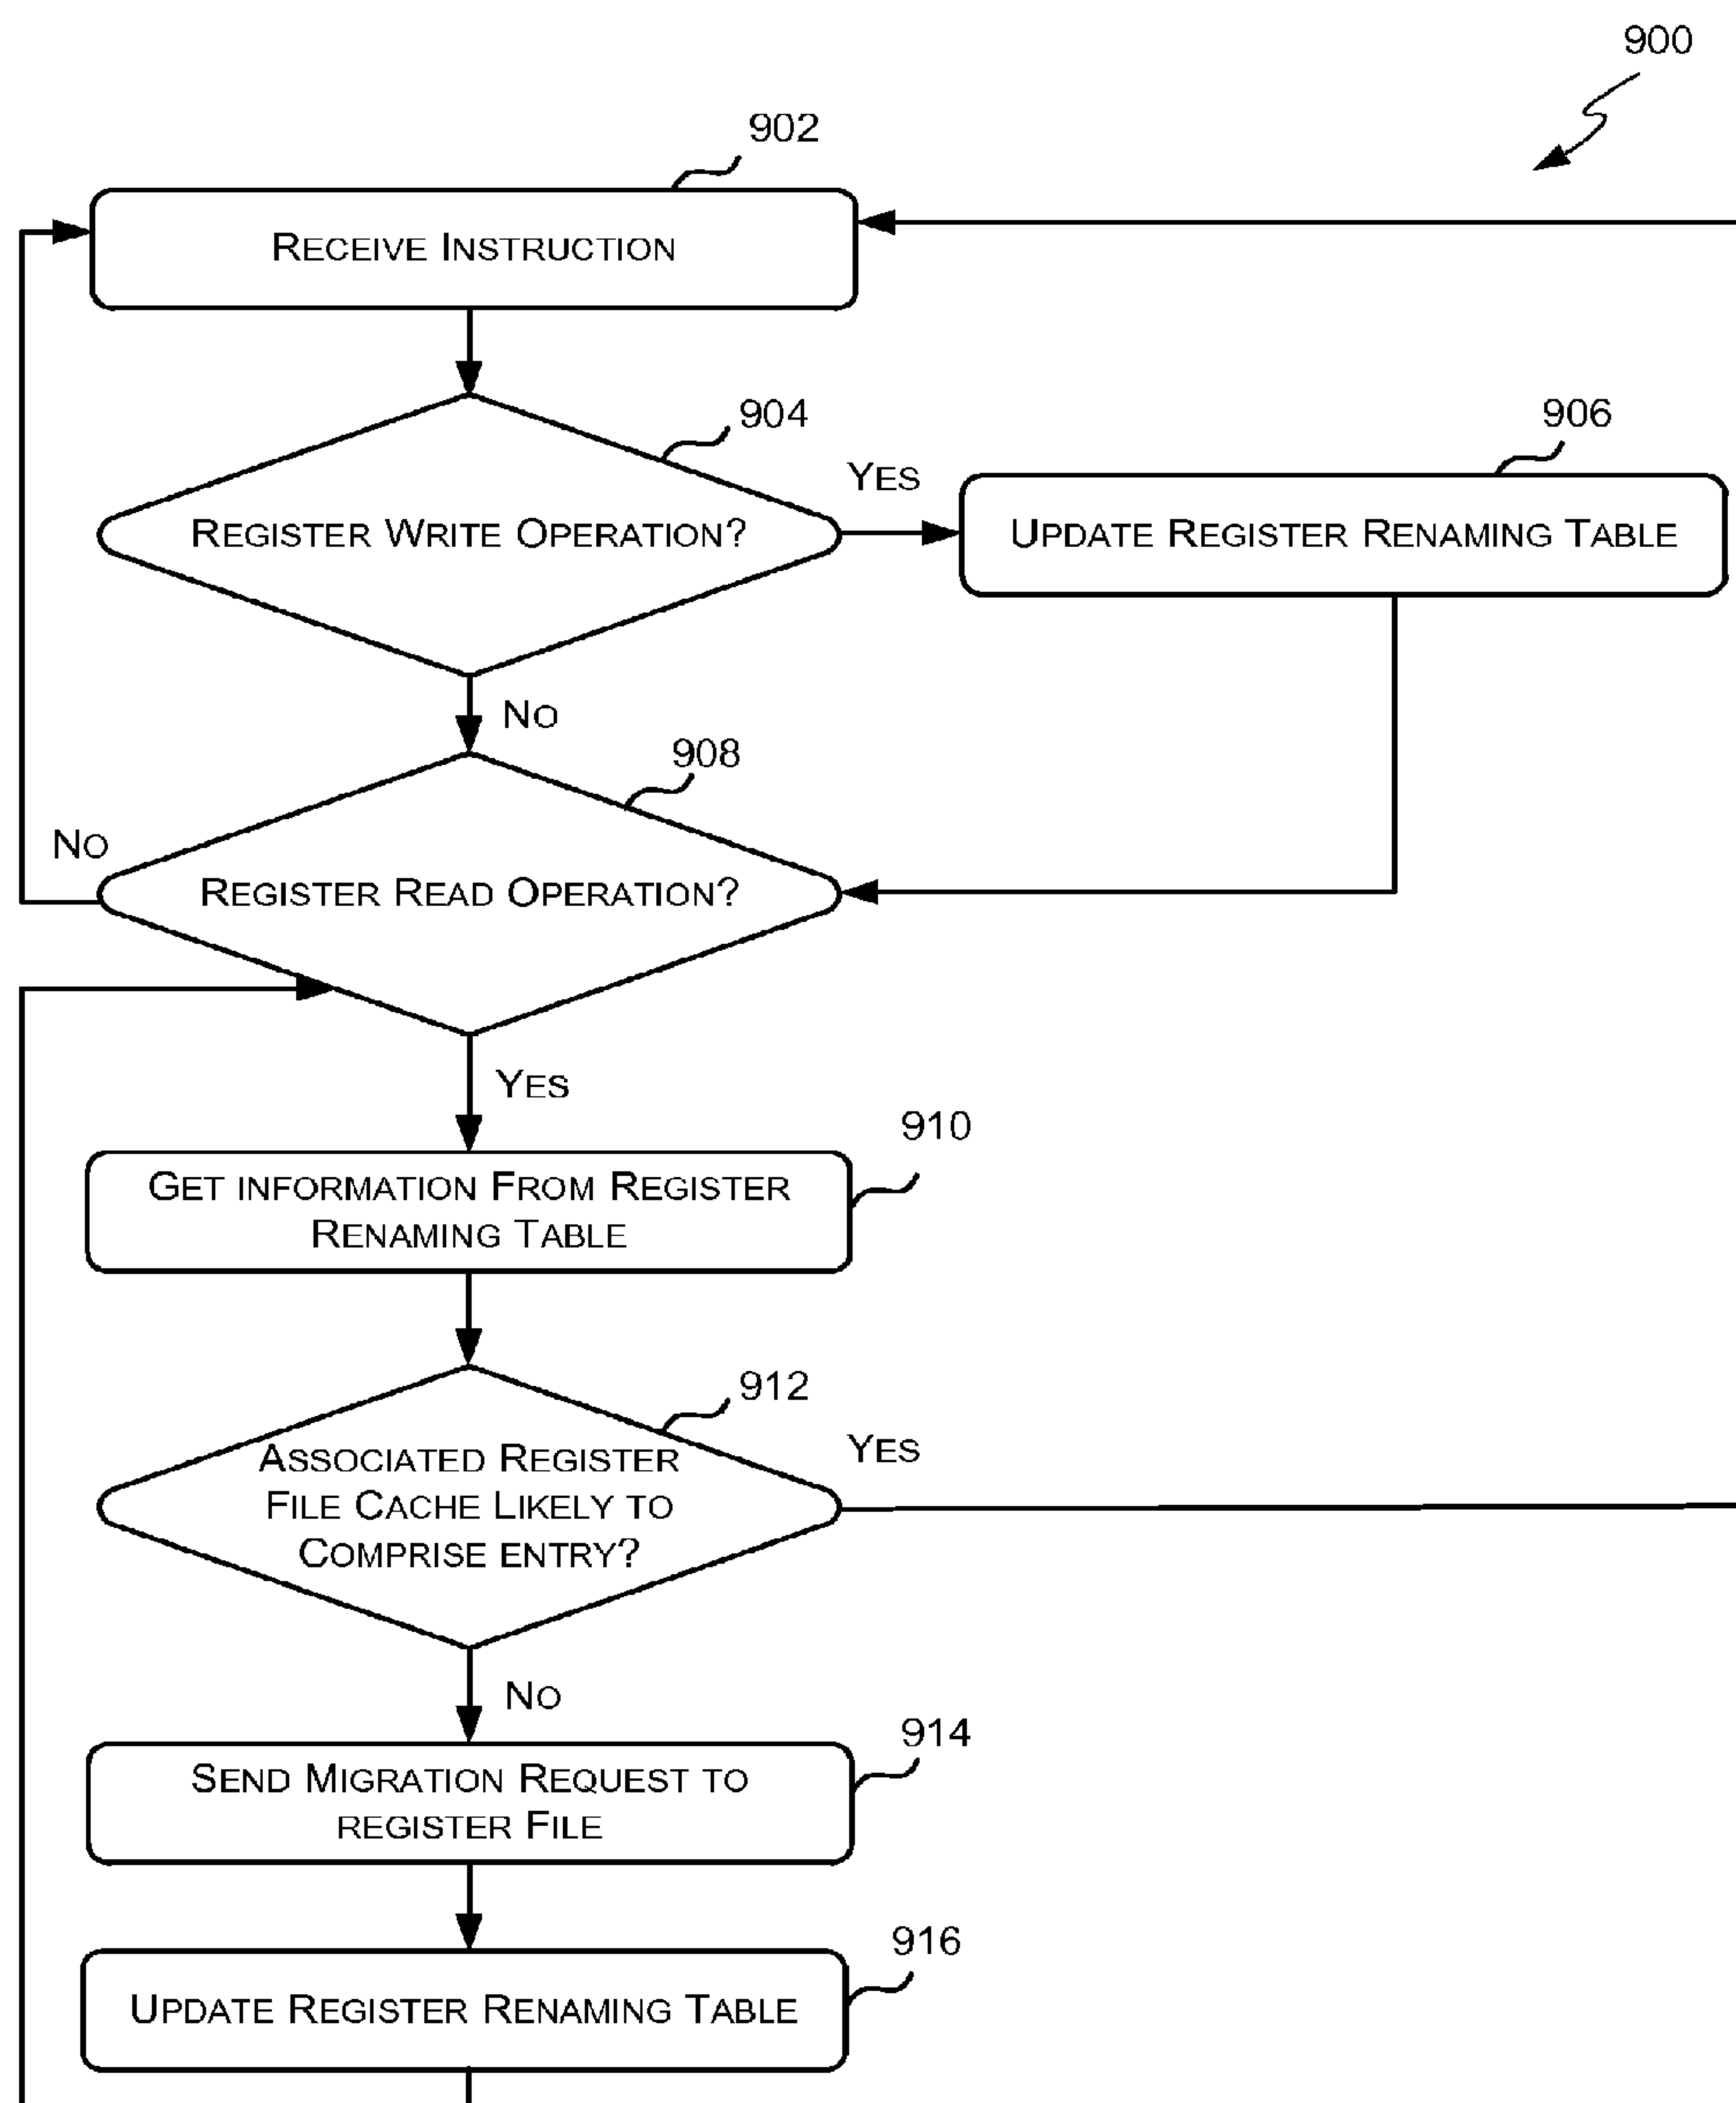 900
902
RECEIVE INSTRUCTION
904
REGISTER WRITE OPERATION?
YES
906
UPDATE REGISTER RENAMING TABLE
NO
908
NO
REGISTER READ OPERATION?
YES
910
GET INFORMATION FROM REGISTER
RENAMING TABLE
912
ASSOCIATED REGISTER
FILE CACHE LIKELY TO
COMPRISE ENTRY?
YES
NO
914
SEND MIGRATION REQUEST TO
REGISTER FILE
916
UPDATE REGISTER RENAMING TABLE